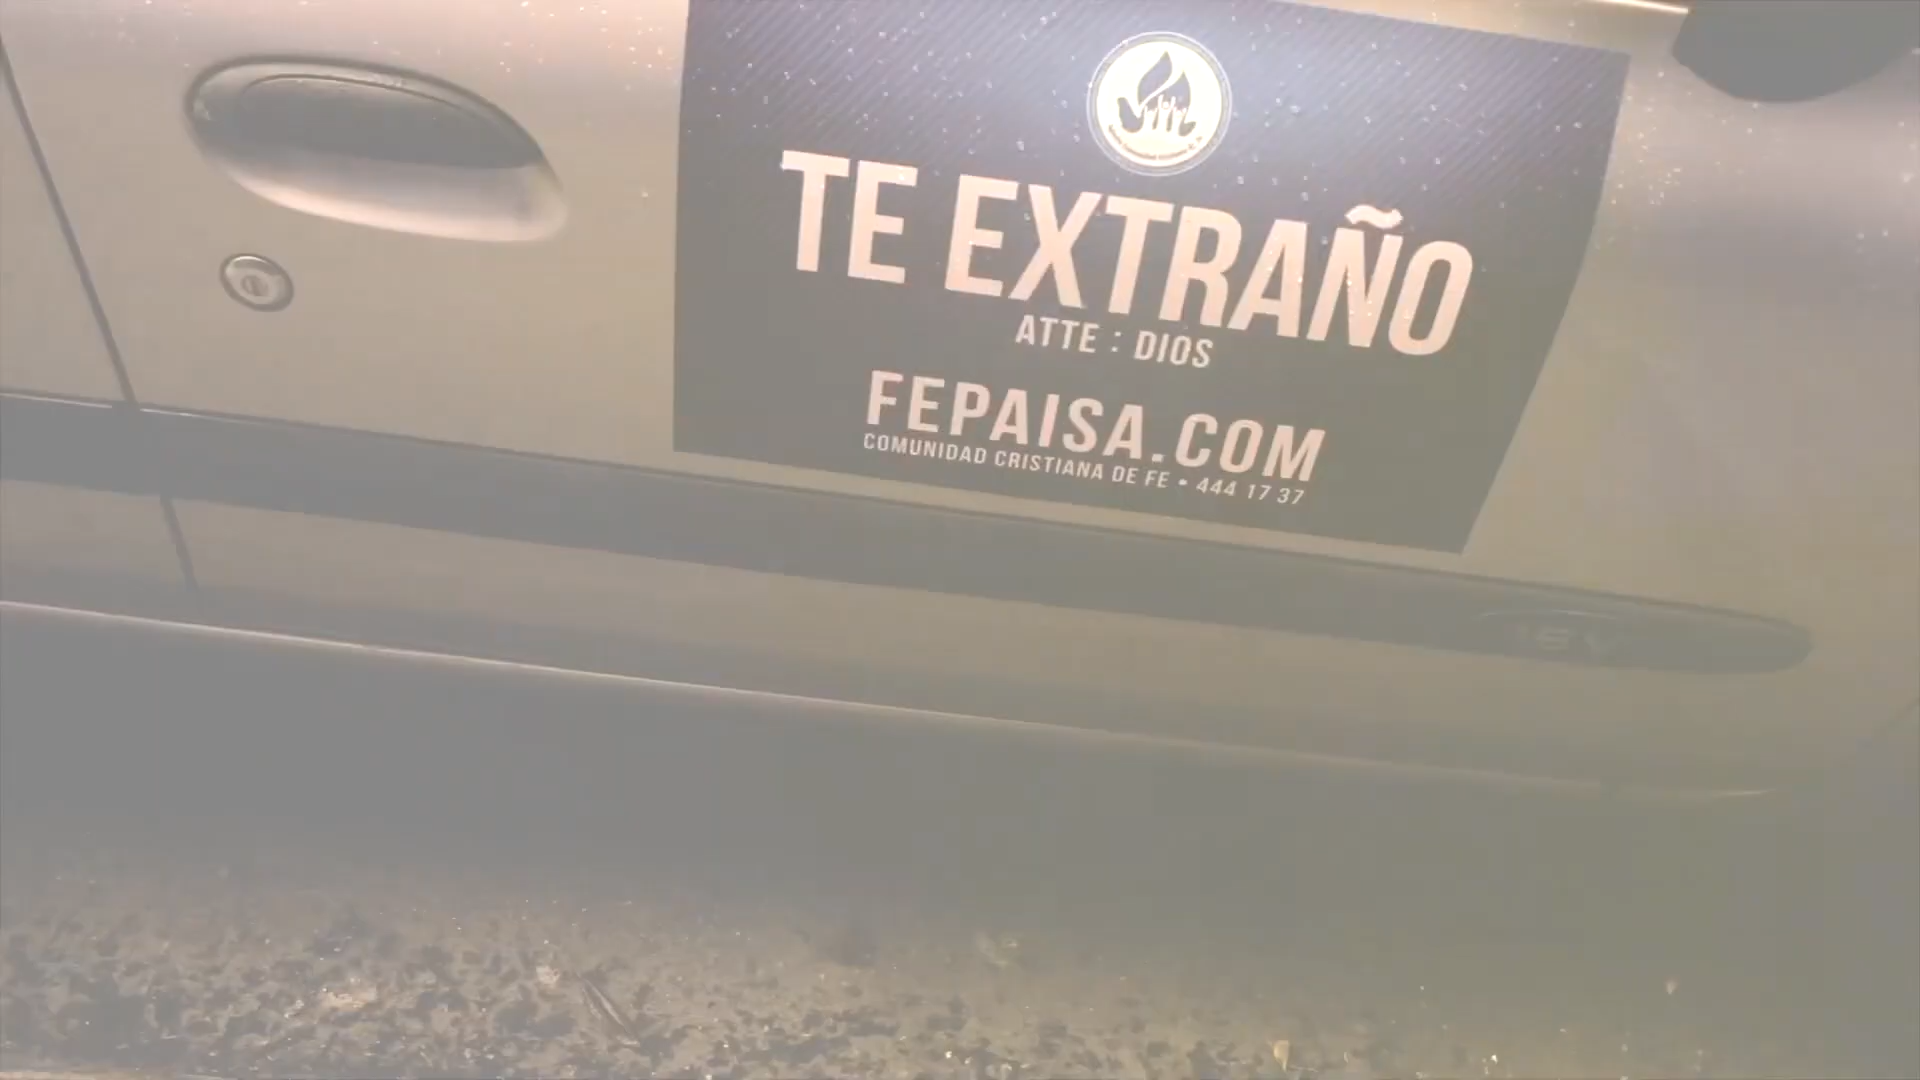 TE EXTRAÑO
ATTE : DIOS
FEPAISA.COM
COMUNIDAD CRISTIANA DE FE • 444 17 37